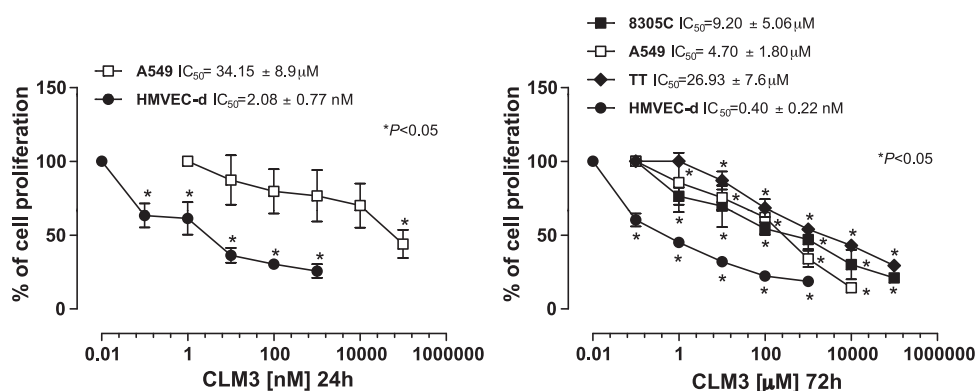 A549 IC50= 34.15 ± 8.9μM
HMVEC-d IC50=2.08 ± 0.77 nM
*P<0.05
% of cell proliferation
150
100
50
0
* * * * * *
0.01 1 100 10000 1000000
CLM3 [nM] 24h
8305C IC50=9.20 ± 5.06μM
A549 IC50= 4.70 ± 1.80μM
TT IC50=26.93 ± 7.6μM
HMVEC-d IC50=0.40 ± 0.22 nM
*P<0.05
% of cell proliferation
150
100
50
0
0.01 1 100 10000 1000000
CLM3 [μM] 72h